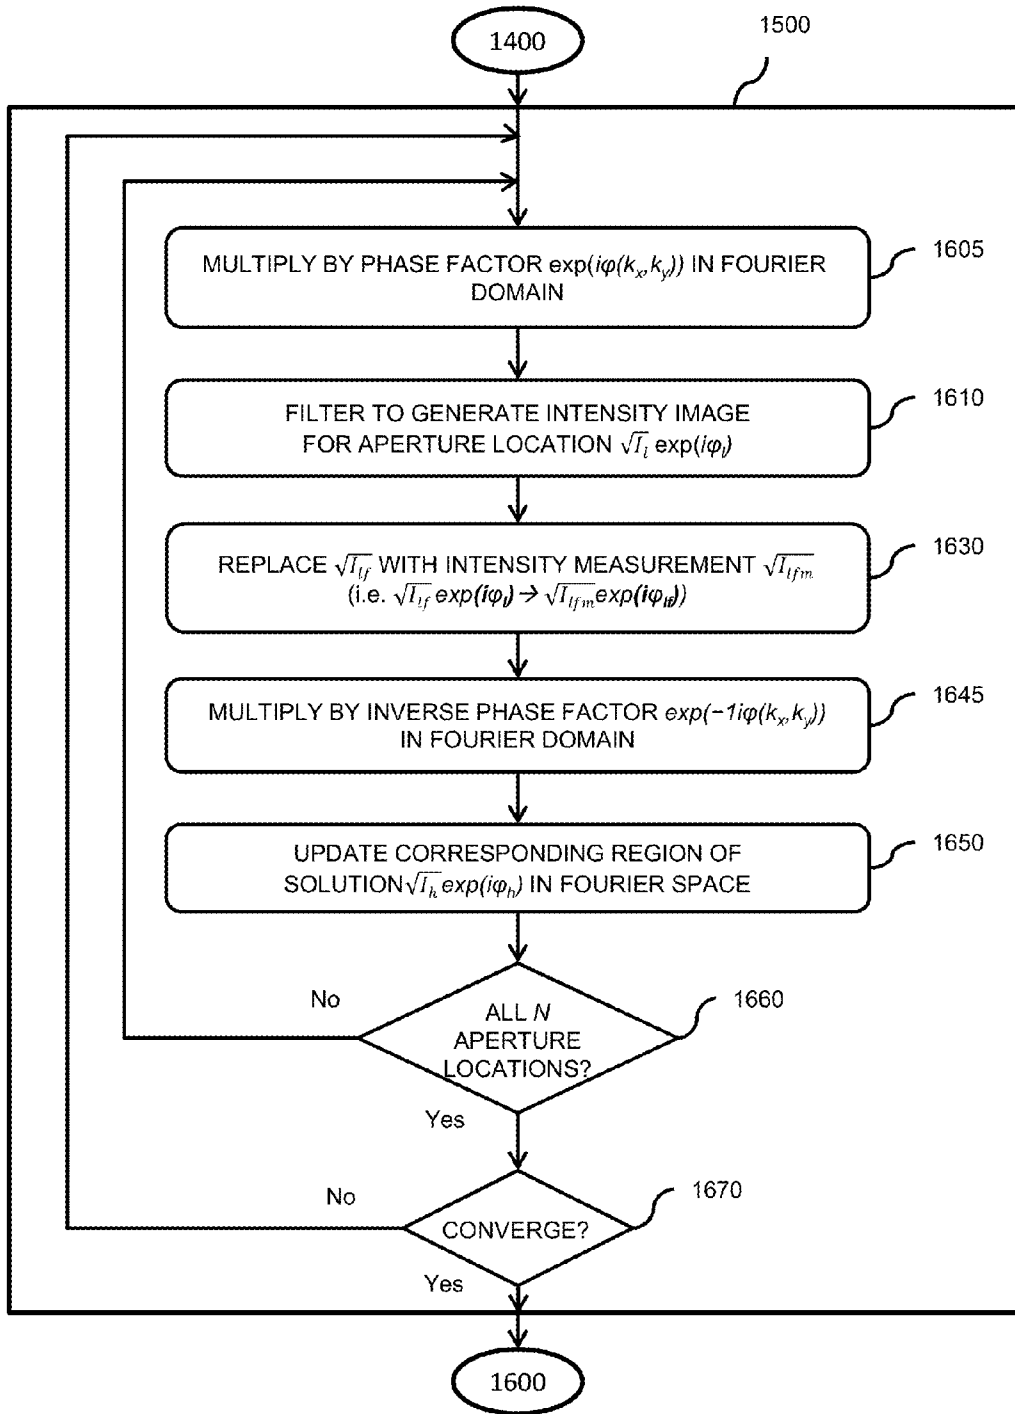 1400
1500
MULTIPLY BY PHASE FACTOR exp(iφ(kx,ky)) IN FOURIER
DOMAIN
1605
FILTER TO GENERATE INTENSITY IMAGE
FOR APERTURE LOCATION √Il exp(iφl)
1610
REPLACE √Ilf WITH INTENSITY MEASUREMENT √Ilfm
(i.e. √Ilf exp(iφl) → √Ilfm exp(iφlf))
1630
MULTIPLY BY INVERSE PHASE FACTOR exp(−1iφ(kx,ky))
IN FOURIER DOMAIN
1645
UPDATE CORRESPONDING REGION OF
SOLUTION√Ih exp(iφh) IN FOURIER SPACE
1650
ALL N
APERTURE
LOCATIONS?
1660
No
Yes
CONVERGE?
1670
No
Yes
1600